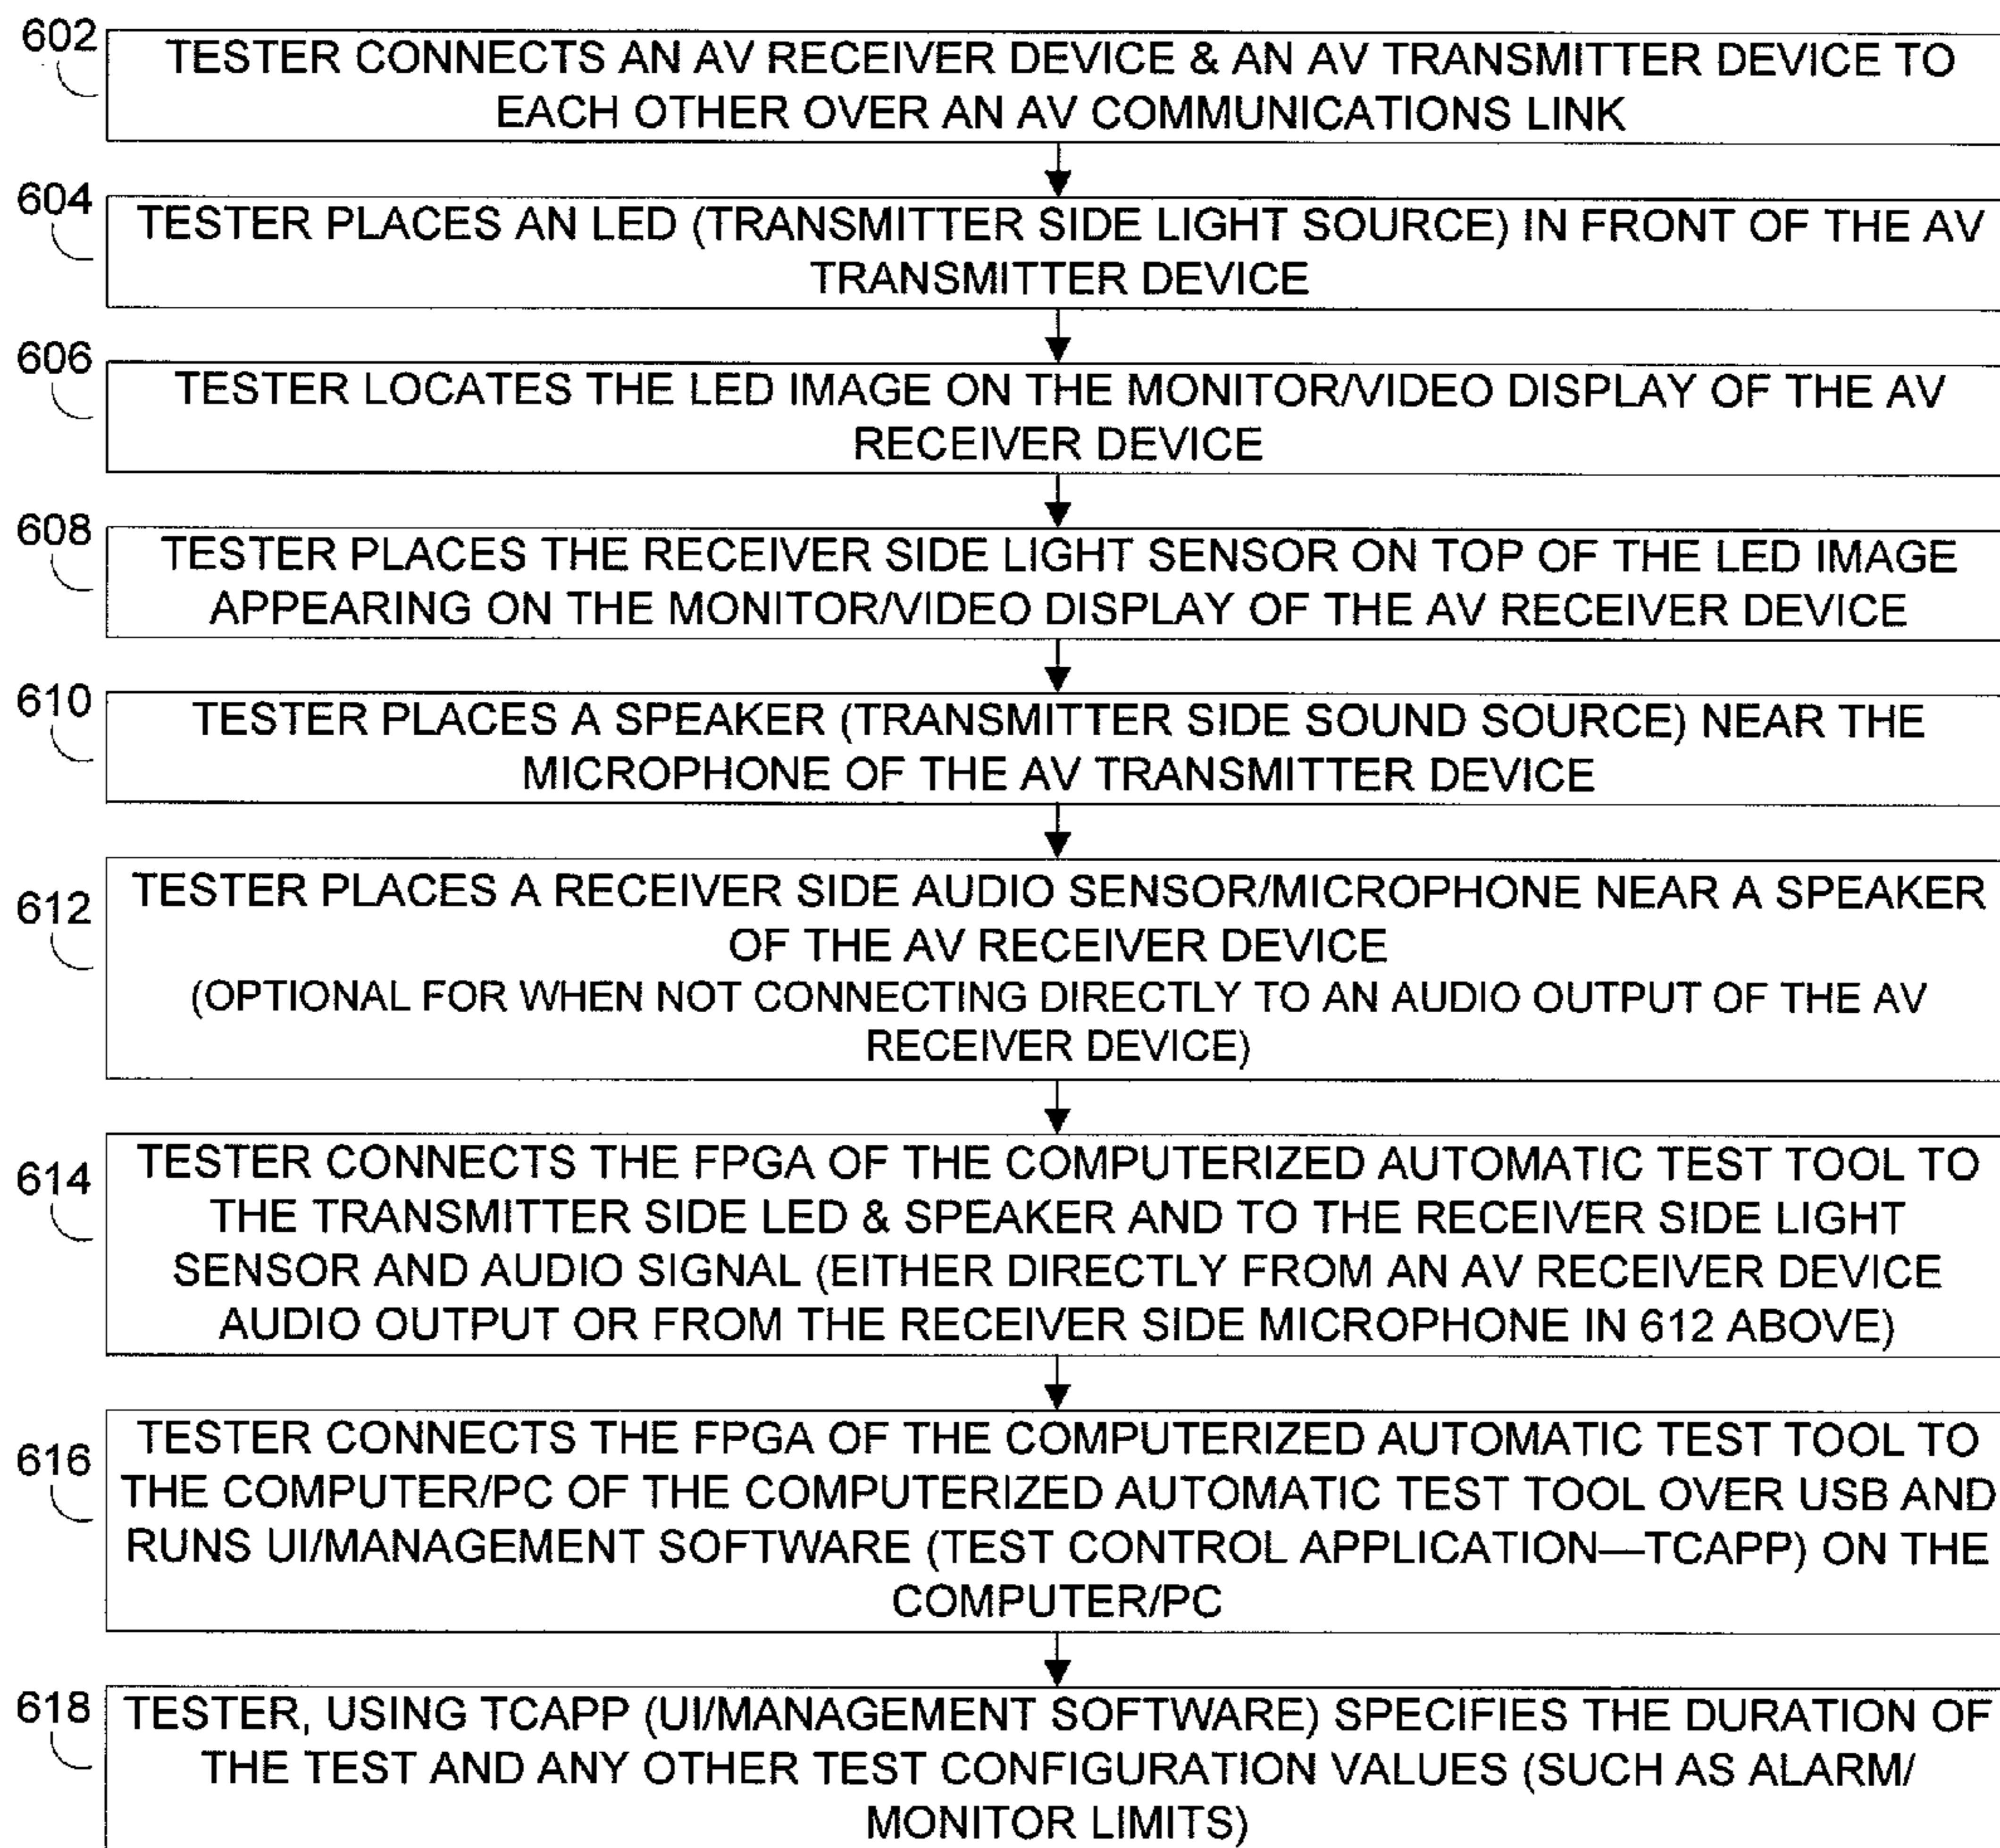 602
TESTER CONNECTS AN AV RECEIVER DEVICE & AN AV TRANSMITTER DEVICE TO
EACH OTHER OVER AN AV COMMUNICATIONS LINK
604
TESTER PLACES AN LED (TRANSMITTER SIDE LIGHT SOURCE) IN FRONT OF THE AV
TRANSMITTER DEVICE
606
TESTER LOCATES THE LED IMAGE ON THE MONITOR/VIDEO DISPLAY OF THE AV
RECEIVER DEVICE
608
TESTER PLACES THE RECEIVER SIDE LIGHT SENSOR ON TOP OF THE LED IMAGE
APPEARING ON THE MONITOR/VIDEO DISPLAY OF THE AV RECEIVER DEVICE
610
TESTER PLACES A SPEAKER (TRANSMITTER SIDE SOUND SOURCE) NEAR THE
MICROPHONE OF THE AV TRANSMITTER DEVICE
612
TESTER PLACES A RECEIVER SIDE AUDIO SENSOR/MICROPHONE NEAR A SPEAKER
OF THE AV RECEIVER DEVICE
(OPTIONAL FOR WHEN NOT CONNECTING DIRECTLY TO AN AUDIO OUTPUT OF THE AV
RECEIVER DEVICE)
614
TESTER CONNECTS THE FPGA OF THE COMPUTERIZED AUTOMATIC TEST TOOL TO
THE TRANSMITTER SIDE LED & SPEAKER AND TO THE RECEIVER SIDE LIGHT
SENSOR AND AUDIO SIGNAL (EITHER DIRECTLY FROM AN AV RECEIVER DEVICE
AUDIO OUTPUT OR FROM THE RECEIVER SIDE MICROPHONE IN 612 ABOVE)
616
TESTER CONNECTS THE FPGA OF THE COMPUTERIZED AUTOMATIC TEST TOOL TO
THE COMPUTER/PC OF THE COMPUTERIZED AUTOMATIC TEST TOOL OVER USB AND
RUNS UI/MANAGEMENT SOFTWARE (TEST CONTROL APPLICATION—TCAPP) ON THE
COMPUTER/PC
618
TESTER, USING TCAPP (UI/MANAGEMENT SOFTWARE) SPECIFIES THE DURATION OF
THE TEST AND ANY OTHER TEST CONFIGURATION VALUES (SUCH AS ALARM/
MONITOR LIMITS)